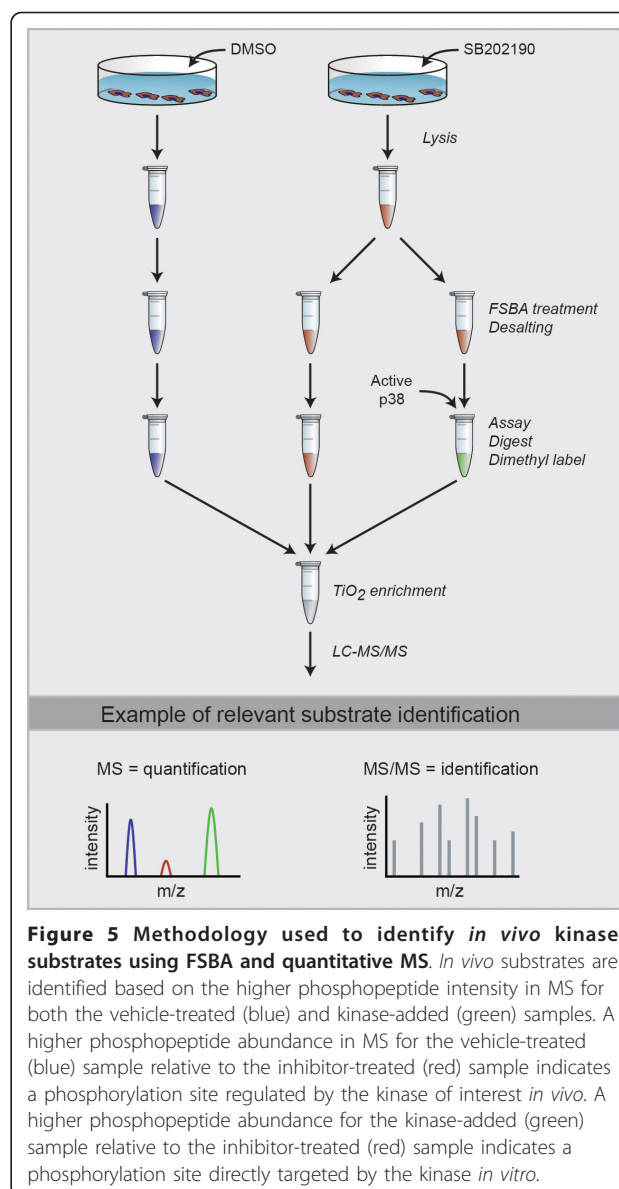 DMSO
SB202190
Lysis
FSBA treatment
Desalting
Active
p38
Assay
Digest
Dimethyl label
TiO2 enrichment
LC-MS/MS
Example of relevant substrate identification
MS = quantification
MS/MS = identification
intensity
m/z
intensity
m/z
Figure 5 Methodology used to identify in vivo kinase
substrates using FSBA and quantitative MS. In vivo substrates are
identified based on the higher phosphopeptide intensity in MS for
both the vehicle-treated (blue) and kinase-added (green) samples. A
higher phosphopeptide abundance in MS for the vehicle-treated
(blue) sample relative to the inhibitor-treated (red) sample indicates
a phosphorylation site regulated by the kinase of interest in vivo. A
higher phosphopeptide abundance for the kinase-added (green)
sample relative to the inhibitor-treated (red) sample indicates a
phosphorylation site directly targeted by the kinase in vitro.